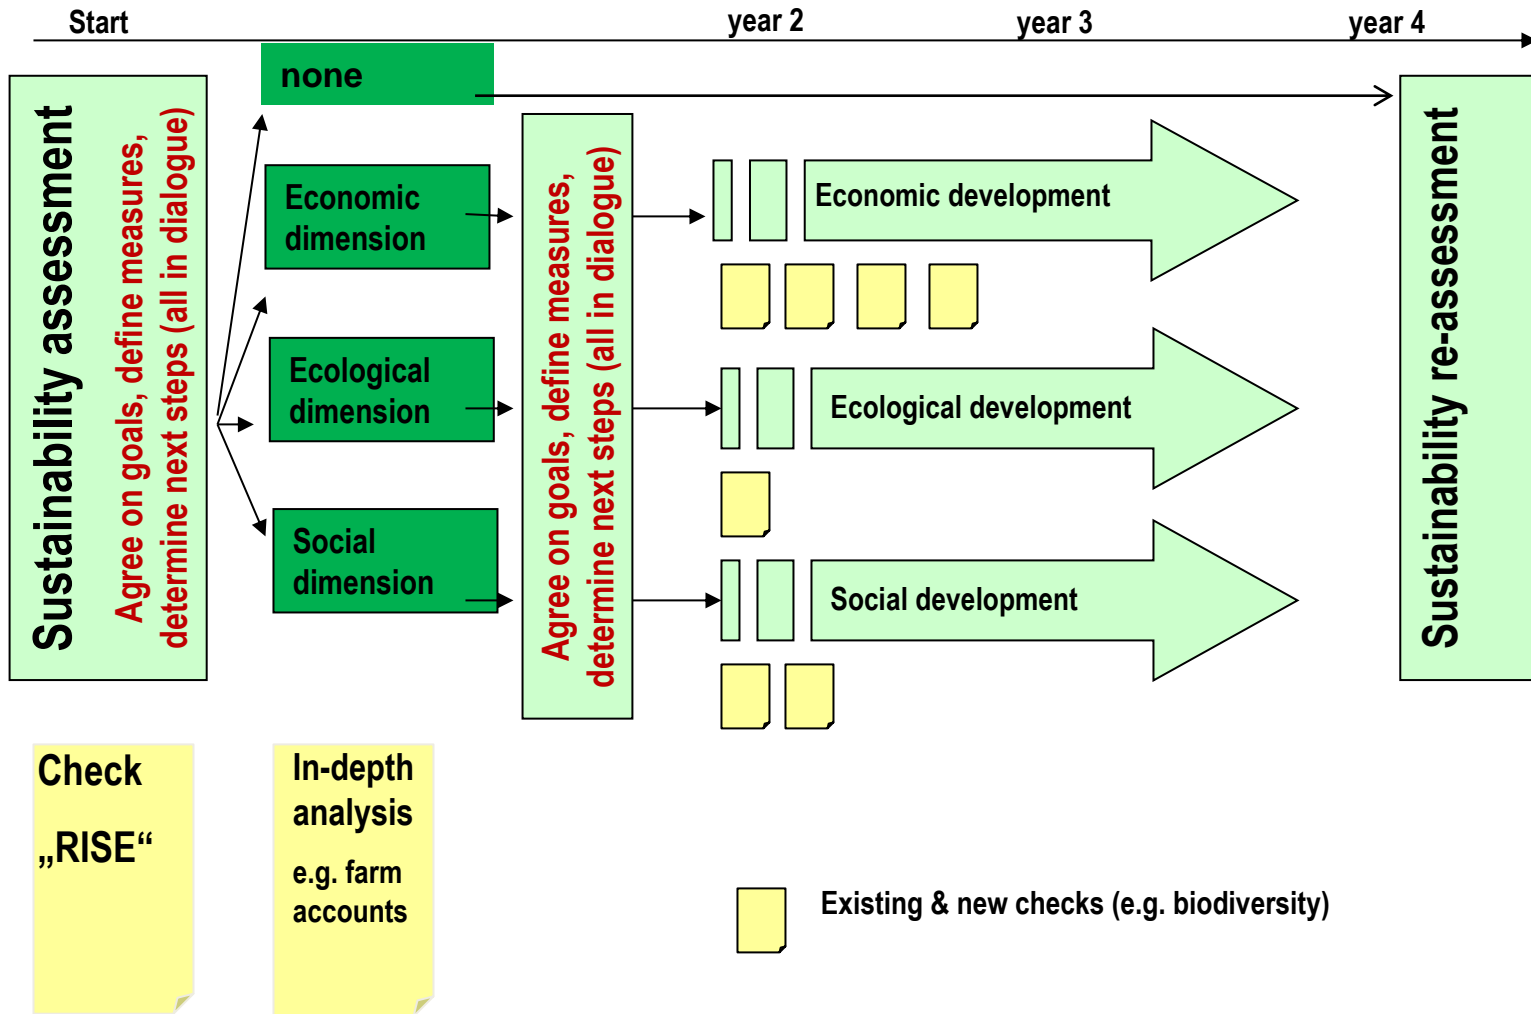 Start
year 2
year 3
year 4
none
Sustainability assessment
Agree on goals, define measures,
determine next steps (all in dialogue)
Economic
dimension
Ecological
dimension
Social
dimension
Agree on goals, define measures,
determine next steps (all in dialogue)
Economic development
Ecological development
Social development
Sustainability re-assessment
Check
„RISE“
In-depth
analysis
e.g. farm
accounts
Existing & new checks (e.g. biodiversity)